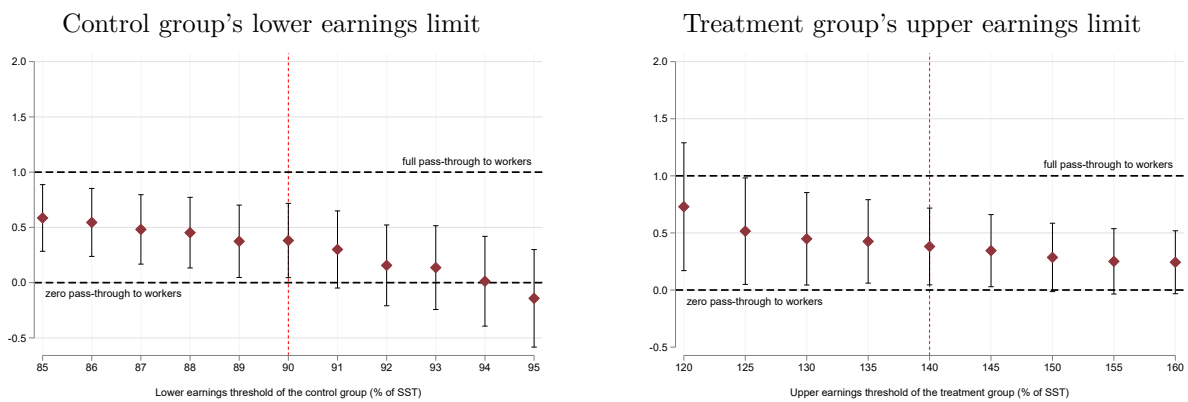 Control group's lower earnings limit
2.0
1.5
1.0
0.5
0.0
-0.5
full pass-through to workers
zero pass-through to workers
85 86 87 88 89 90 91 92 93 94 95
Lower earnings threshold of the control group (% of SST)
Treatment group's upper earnings limit
2.0
1.5
1.0
0.5
0.0
-0.5
full pass-through to workers
zero pass-through to workers
120 125 130 135 140 145 150 155 160
Upper earnings threshold of the treatment group (% of SST)